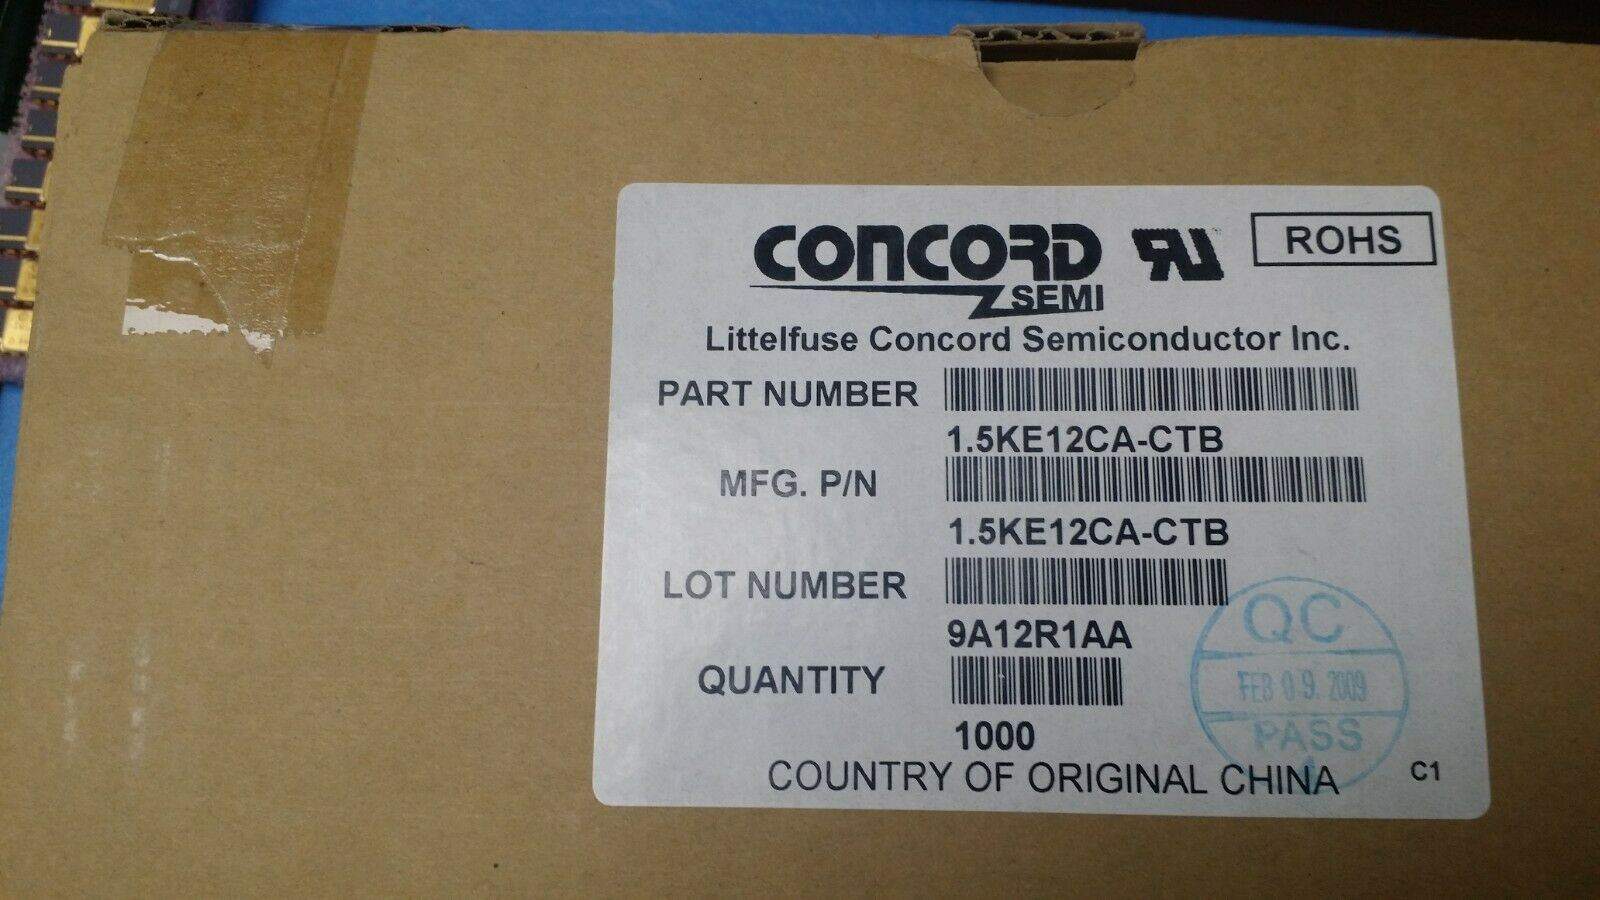 CONCORD
SEMI
ROHS
Littelfuse Concord Semiconductor Inc.
PART NUMBER
1.5KE12CA-CTB
MFG. P/N
1.5KE12CA-CTB
LOT NUMBER
9A12R1AA
QUANTITY
1000
QC
FEB 09. 2009
PASS
COUNTRY OF ORIGINAL CHINA
C1